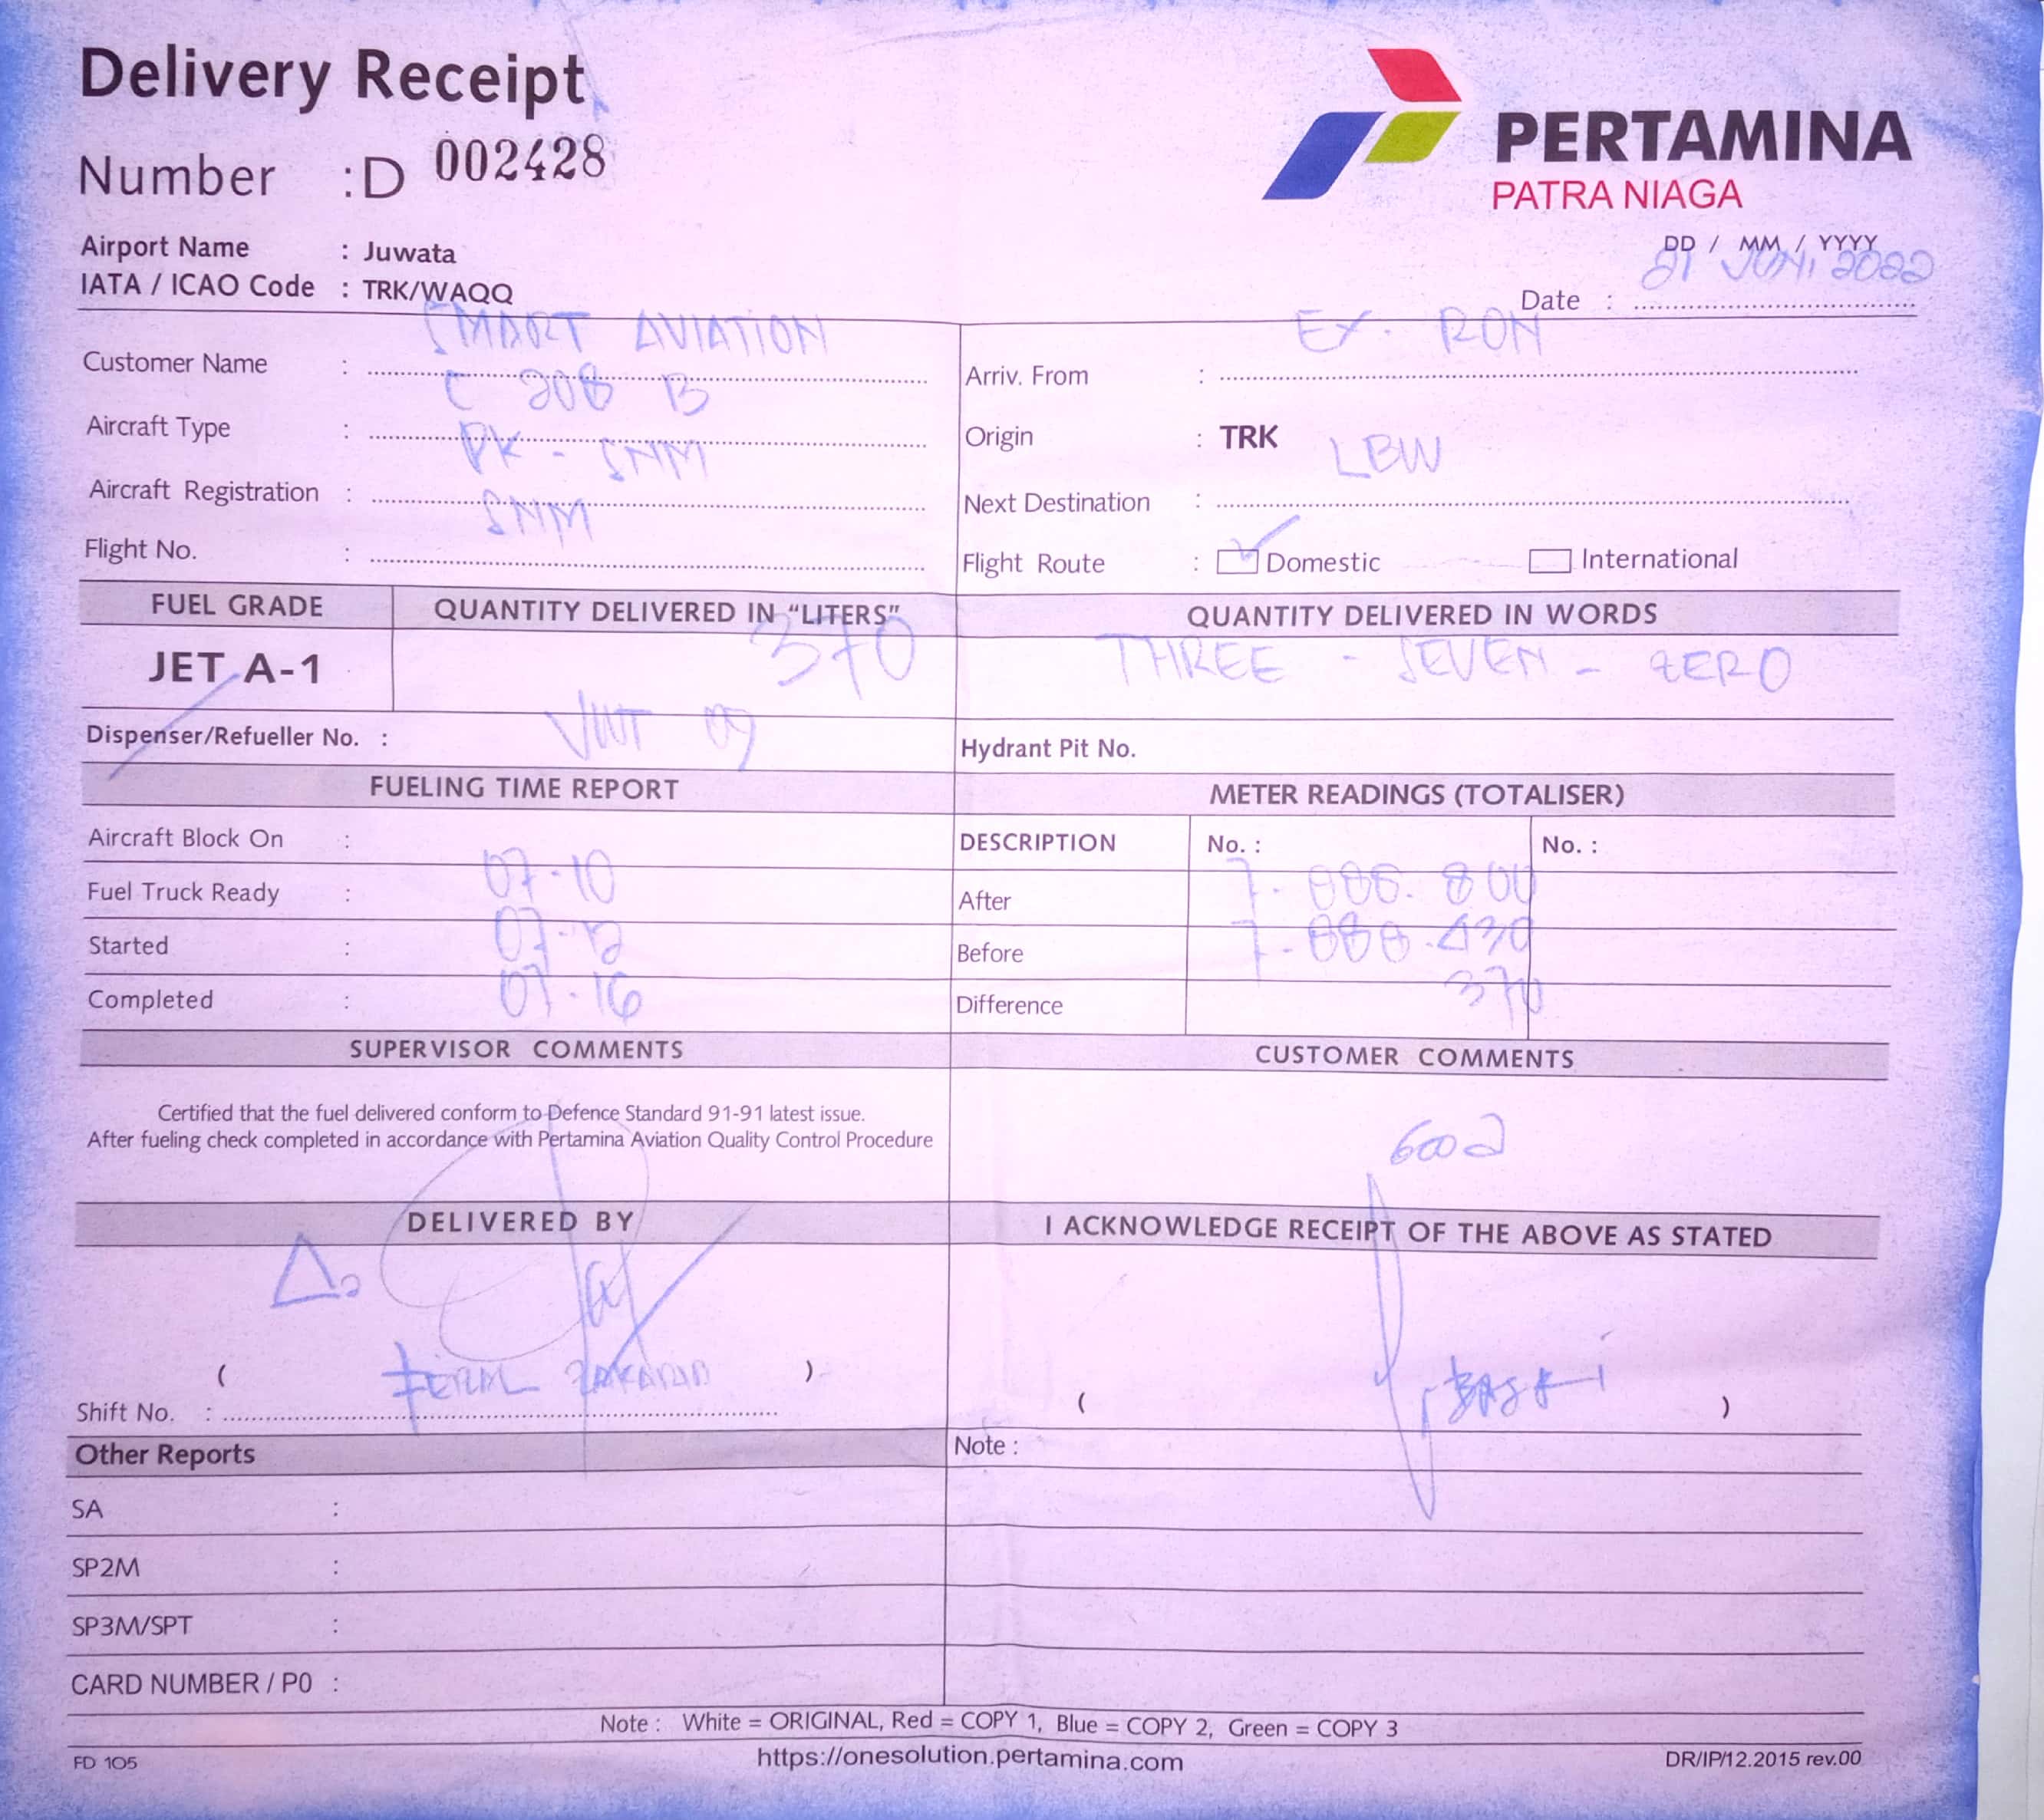 Delivery Receipt
Number : D 002428
PERTAMINA
PATRA NIAGA
Airport Name : Juwata
IATA / ICAO Code : TRK/WAQQ
DD / MM / YYYY
Date : 21 JUNI 2022
Customer Name : SMART AVIATION
Aircraft Type : C 208 B
Aircraft Registration : PK - SNM
Flight No. : SNM
Arriv. From : EX. RON
Origin : TRK
Next Destination : LBW
Flight Route : Domestic International
FUEL GRADE QUANTITY DELIVERED IN “LITERS” QUANTITY DELIVERED IN WORDS
JET A-1 370 THREE - SEVEN - ZERO
Dispenser/Refueller No. : 09
Hydrant Pit No.
FUELING TIME REPORT
Aircraft Block On :
Fuel Truck Ready : 07.10
Started : 07.12
Completed : 07.16
METER READINGS (TOTALISER)
DESCRIPTION No. : No. :
After
Before
Difference 370
SUPERVISOR COMMENTS
Certified that the fuel delivered conform to Defence Standard 91-91 latest issue.
After fueling check completed in accordance with Pertamina Aviation Quality Control Procedure
CUSTOMER COMMENTS
Good
DELIVERED BY
( )
Shift No. :
I ACKNOWLEDGE RECEIPT OF THE ABOVE AS STATED
( )
Other Reports
SA :
SP2M :
SP3M/SPT :
CARD NUMBER / P0 :
Note :
Note : White = ORIGINAL, Red = COPY 1, Blue = COPY 2, Green = COPY 3
FD 105
https://onesolution.pertamina.com
DR/IP/12.2015 rev.00